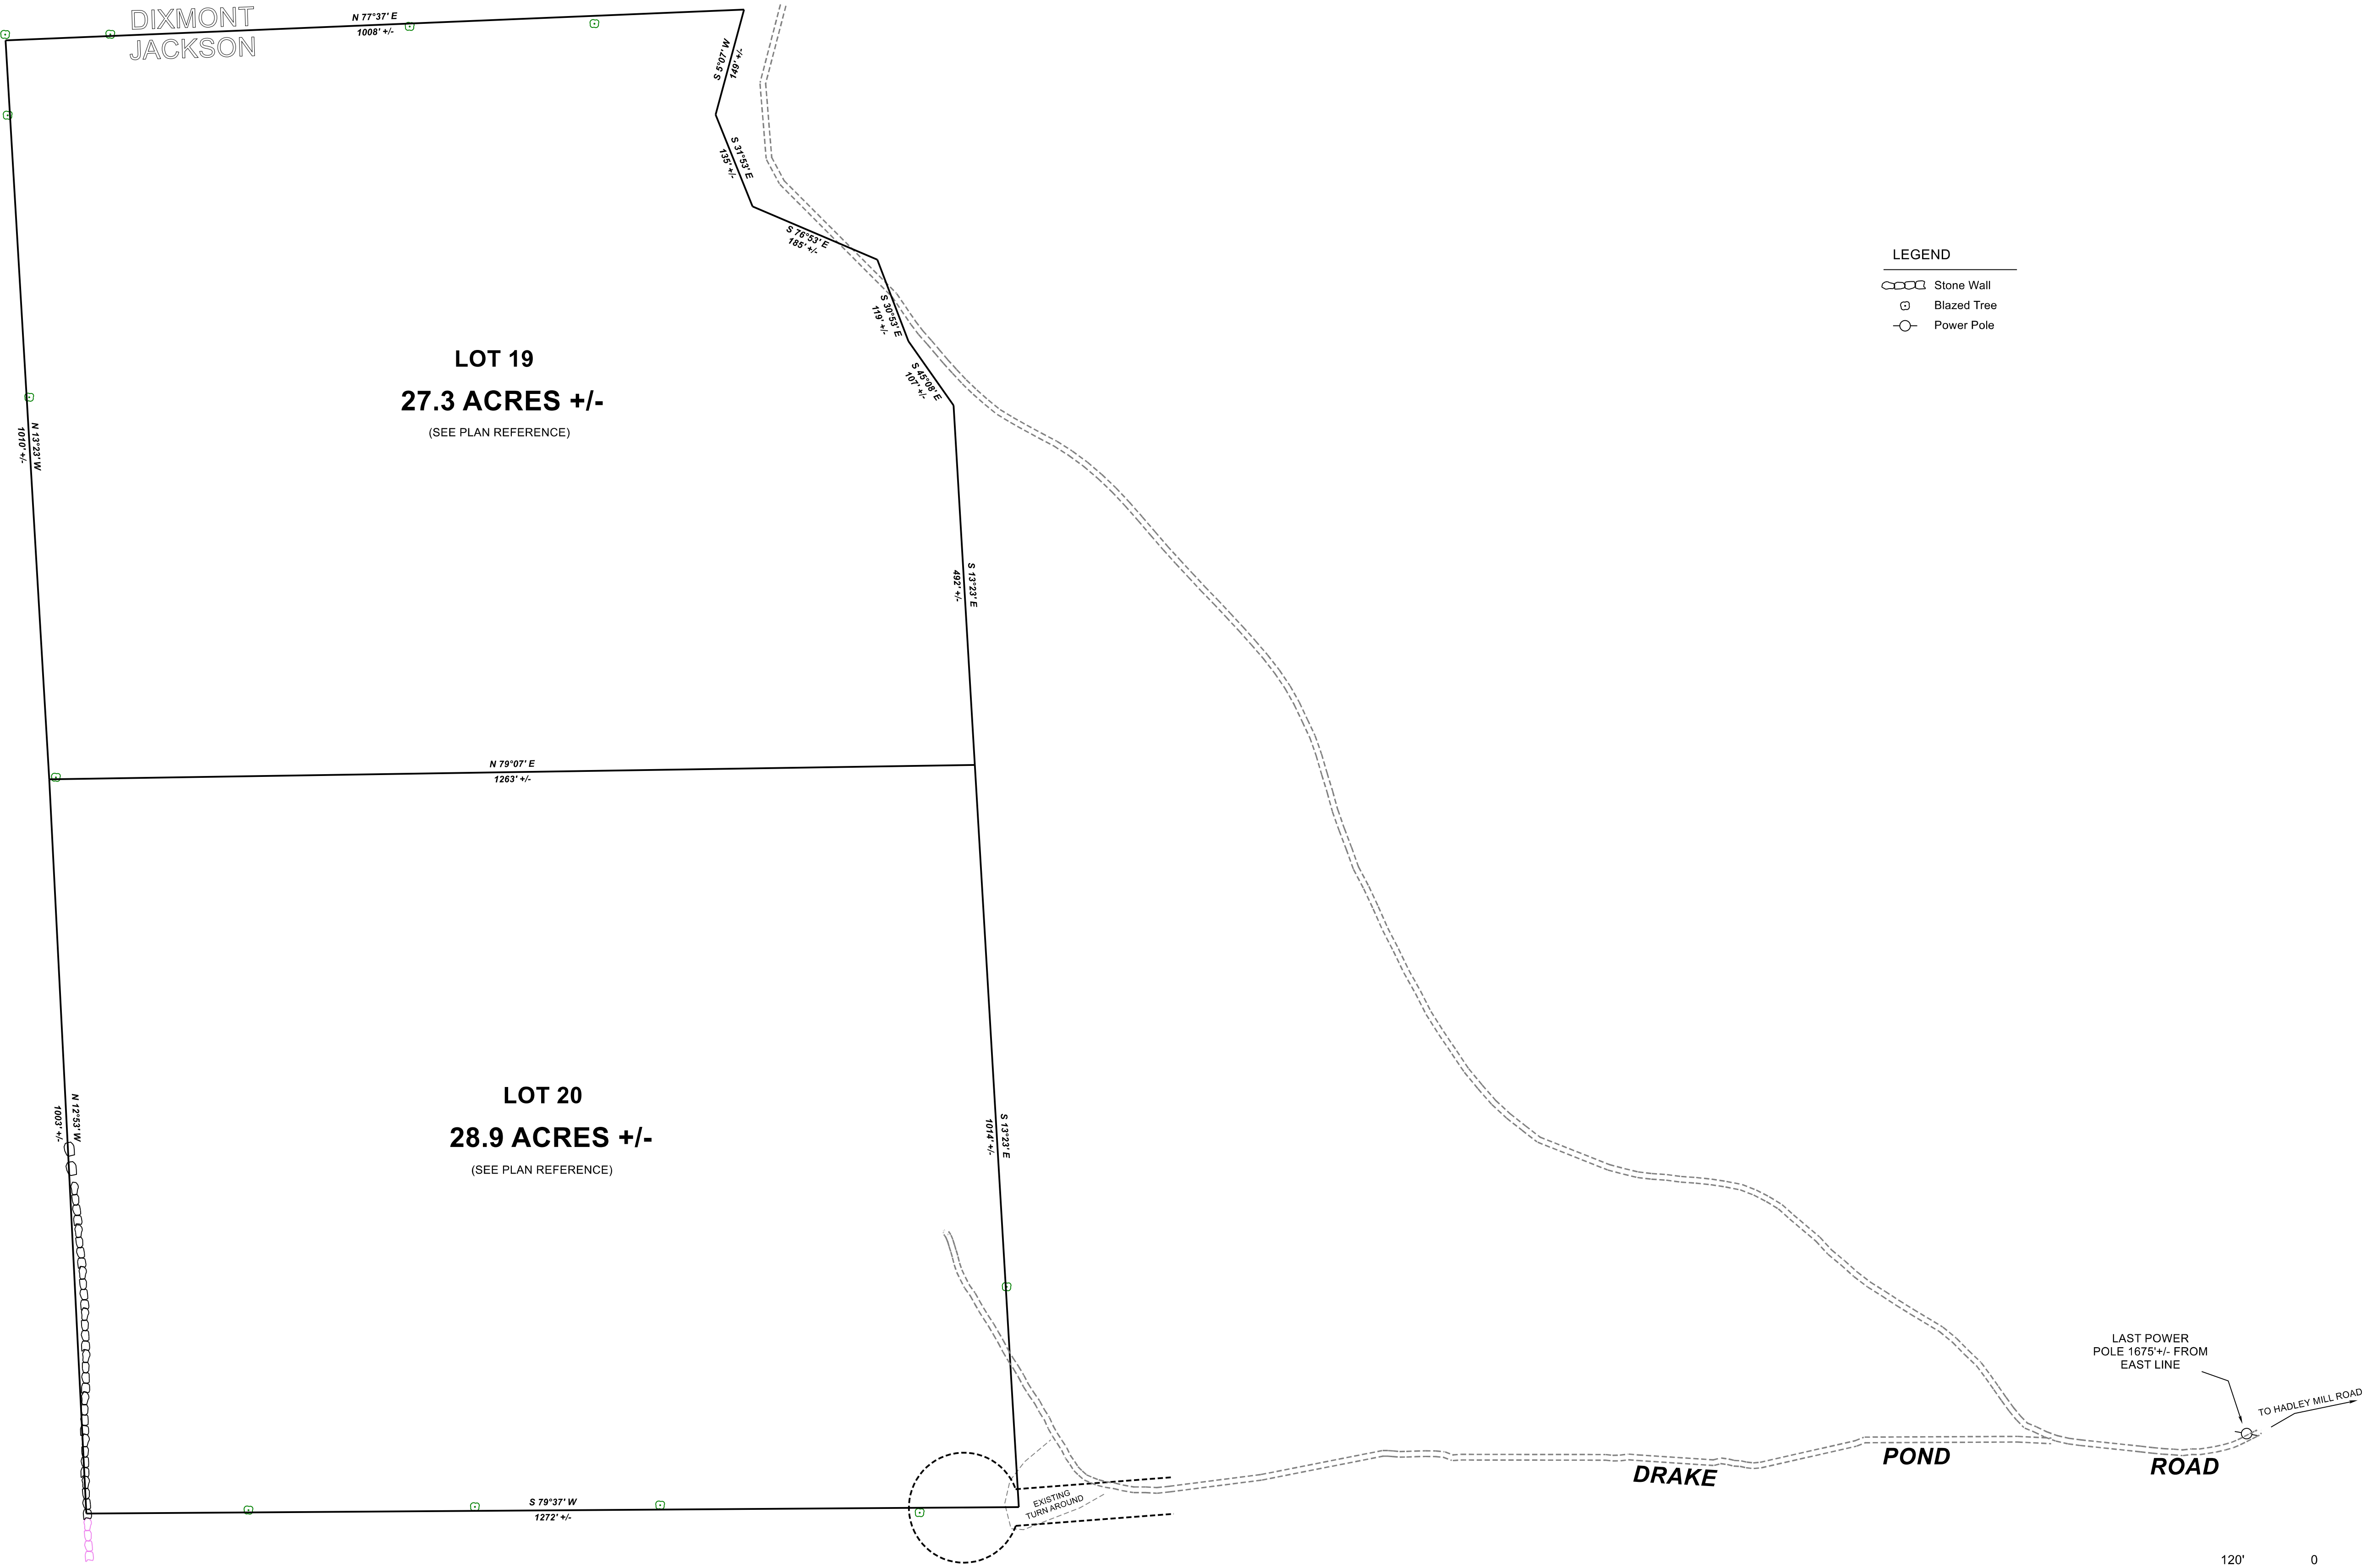 DIXMONT
JACKSON
N 77°37' E
1008' +/-
S 5°07' W
149' +/-
S 31°53' E
135' +/-
S 76°53' E
185' +/-
LEGEND
Stone Wall
Blazed Tree
Power Pole
S 30°53' E
119' +/-
S 45°08' E
107' +/-
LOT 19
27.3 ACRES +/-
(SEE PLAN REFERENCE)
N 13°23' W
1010' +/-
S 13°23' E
492' +/-
N 79°07' E
1263' +/-
LOT 20
28.9 ACRES +/-
(SEE PLAN REFERENCE)
N 12°53' W
1003' +/-
S 13°23' E
1014' +/-
LAST POWER
POLE 1675'+/- FROM
EAST LINE
TO HADLEY MILL ROAD
DRAKE POND ROAD
EXISTING
TURN AROUND
S 79°37' W
1272' +/-
120' 0